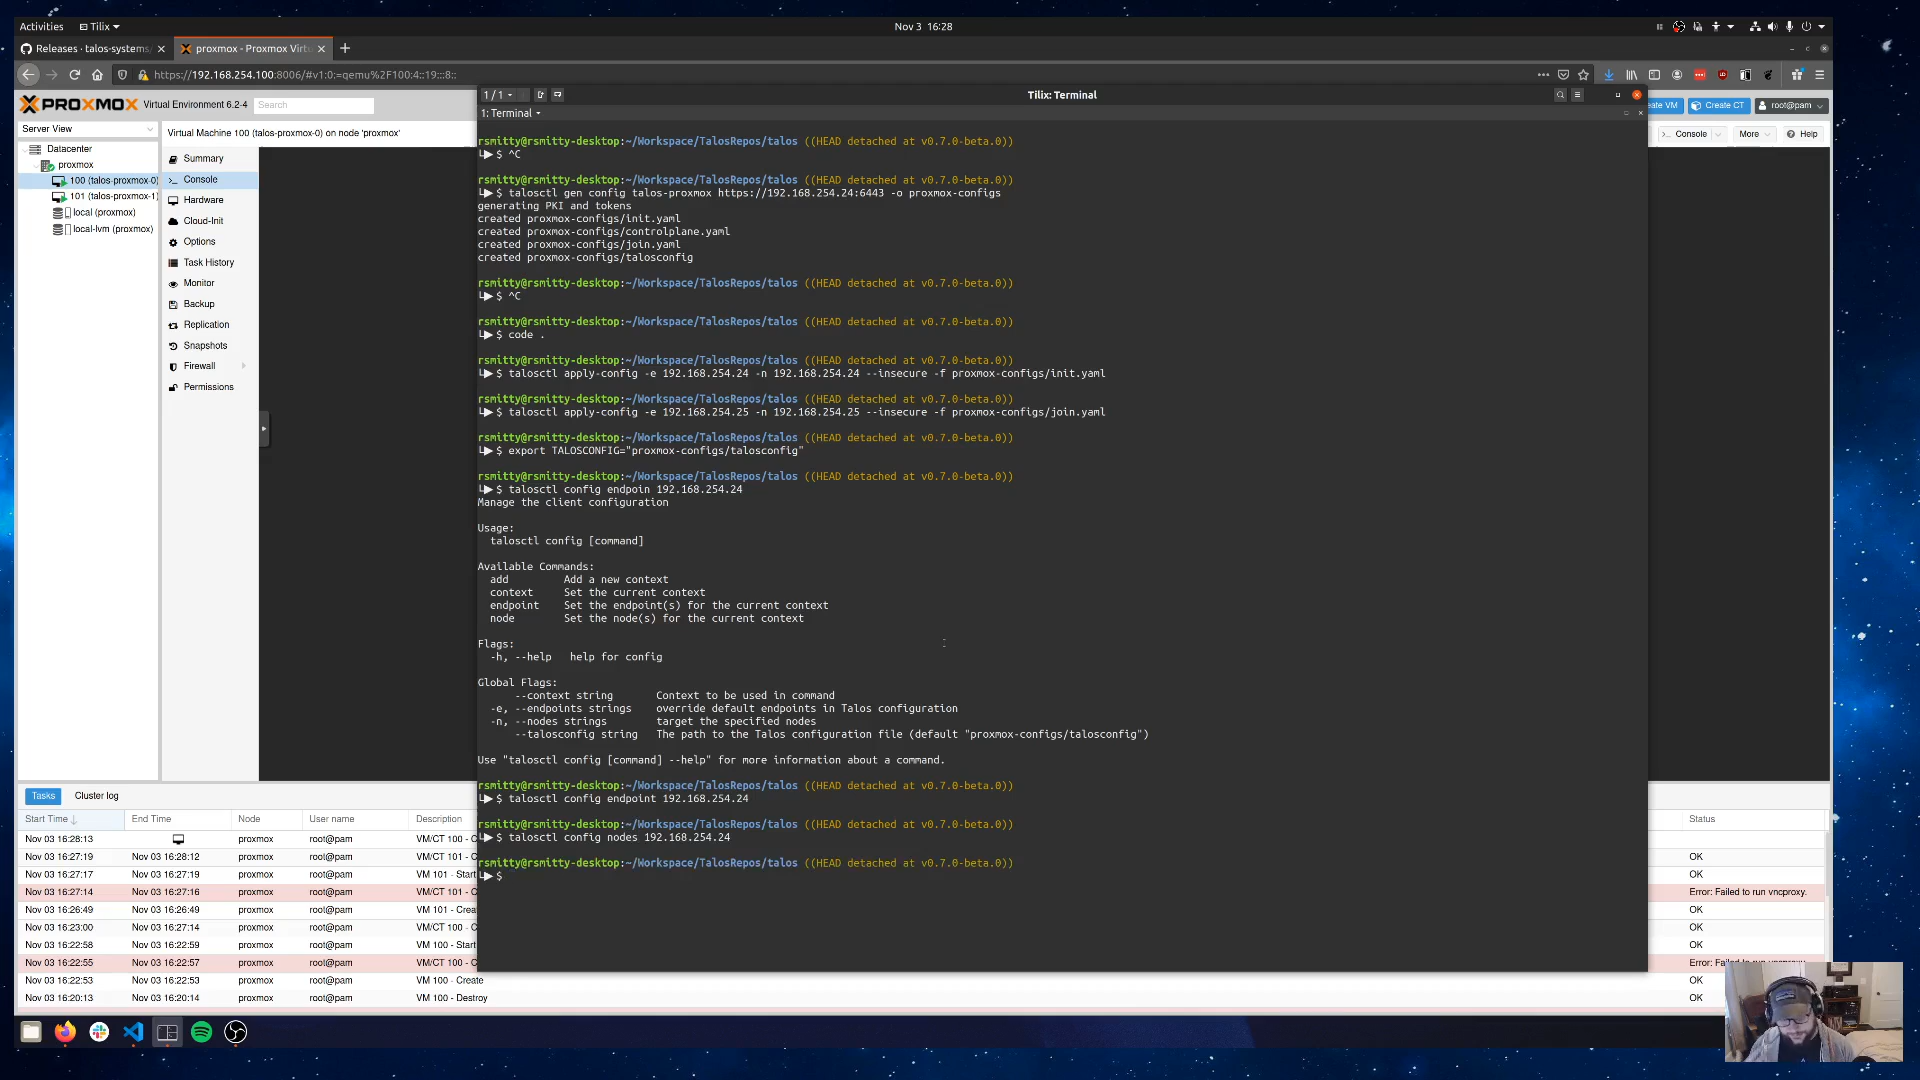 Activities
Tilix
Nov 3 16:28
Releases · talos-systems
proxmox - Proxmox Virtu
https://192.168.254.100:8006/#v1:0:=qemu%2F100:4::19:::8::
PROXMOX Virtual Environment 6.2-4
Search
1 / 1
Tilix: Terminal
eate VM
Create CT
root@pam
1: Terminal
Server View
Virtual Machine 100 (talos-proxmox-0) on node 'proxmox'
Console
More
Help
Datacenter
proxmox
100 (talos-proxmox-0)
101 (talos-proxmox-1)
local (proxmox)
local-lvm (proxmox)
Summary
Console
Hardware
Cloud-Init
Options
Task History
Monitor
Backup
Replication
Snapshots
Firewall
Permissions
rsmitty@rsmitty-desktop:~/Workspace/TalosRepos/talos ((HEAD detached at v0.7.0-beta.0))
$ ^C
rsmitty@rsmitty-desktop:~/Workspace/TalosRepos/talos ((HEAD detached at v0.7.0-beta.0))
$ talosctl gen config talos-proxmox https://192.168.254.24:6443 -o proxmox-configs
generating PKI and tokens
created proxmox-configs/init.yaml
created proxmox-configs/controlplane.yaml
created proxmox-configs/join.yaml
created proxmox-configs/talosconfig
rsmitty@rsmitty-desktop:~/Workspace/TalosRepos/talos ((HEAD detached at v0.7.0-beta.0))
$ ^C
rsmitty@rsmitty-desktop:~/Workspace/TalosRepos/talos ((HEAD detached at v0.7.0-beta.0))
$ code .
rsmitty@rsmitty-desktop:~/Workspace/TalosRepos/talos ((HEAD detached at v0.7.0-beta.0))
$ talosctl apply-config -e 192.168.254.24 -n 192.168.254.24 --insecure -f proxmox-configs/init.yaml
rsmitty@rsmitty-desktop:~/Workspace/TalosRepos/talos ((HEAD detached at v0.7.0-beta.0))
$ talosctl apply-config -e 192.168.254.25 -n 192.168.254.25 --insecure -f proxmox-configs/join.yaml
rsmitty@rsmitty-desktop:~/Workspace/TalosRepos/talos ((HEAD detached at v0.7.0-beta.0))
$ export TALOSCONFIG="proxmox-configs/talosconfig"
rsmitty@rsmitty-desktop:~/Workspace/TalosRepos/talos ((HEAD detached at v0.7.0-beta.0))
$ talosctl config endpoin 192.168.254.24
Manage the client configuration
Usage:
talosctl config [command]
Available Commands:
add Add a new context
context Set the current context
endpoint Set the endpoint(s) for the current context
node Set the node(s) for the current context
Flags:
-h, --help help for config
Global Flags:
--context string Context to be used in command
-e, --endpoints strings override default endpoints in Talos configuration
-n, --nodes strings target the specified nodes
--talosconfig string The path to the Talos configuration file (default "proxmox-configs/talosconfig")
Use "talosctl config [command] --help" for more information about a command.
rsmitty@rsmitty-desktop:~/Workspace/TalosRepos/talos ((HEAD detached at v0.7.0-beta.0))
$ talosctl config endpoint 192.168.254.24
rsmitty@rsmitty-desktop:~/Workspace/TalosRepos/talos ((HEAD detached at v0.7.0-beta.0))
$ talosctl config nodes 192.168.254.24
rsmitty@rsmitty-desktop:~/Workspace/TalosRepos/talos ((HEAD detached at v0.7.0-beta.0))
$
Tasks
Cluster log
Start Time End Time Node User name Description Status
Nov 03 16:28:13 proxmox root@pam VM/CT 100 - C
Nov 03 16:27:19 Nov 03 16:28:12 proxmox root@pam VM/CT 101 - C OK
Nov 03 16:27:17 Nov 03 16:27:19 proxmox root@pam VM 101 - Start OK
Nov 03 16:27:14 Nov 03 16:27:16 proxmox root@pam VM/CT 101 - C Error: Failed to run vncproxy.
Nov 03 16:26:49 Nov 03 16:26:49 proxmox root@pam VM 101 - Crea OK
Nov 03 16:23:00 Nov 03 16:27:14 proxmox root@pam VM/CT 100 - C OK
Nov 03 16:22:58 Nov 03 16:22:59 proxmox root@pam VM 100 - Start OK
Nov 03 16:22:55 Nov 03 16:22:57 proxmox root@pam VM/CT 100 - C Error: Failed to run vncproxy.
Nov 03 16:22:53 Nov 03 16:22:53 proxmox root@pam VM 100 - Create OK
Nov 03 16:20:13 Nov 03 16:20:14 proxmox root@pam VM 100 - Destroy OK